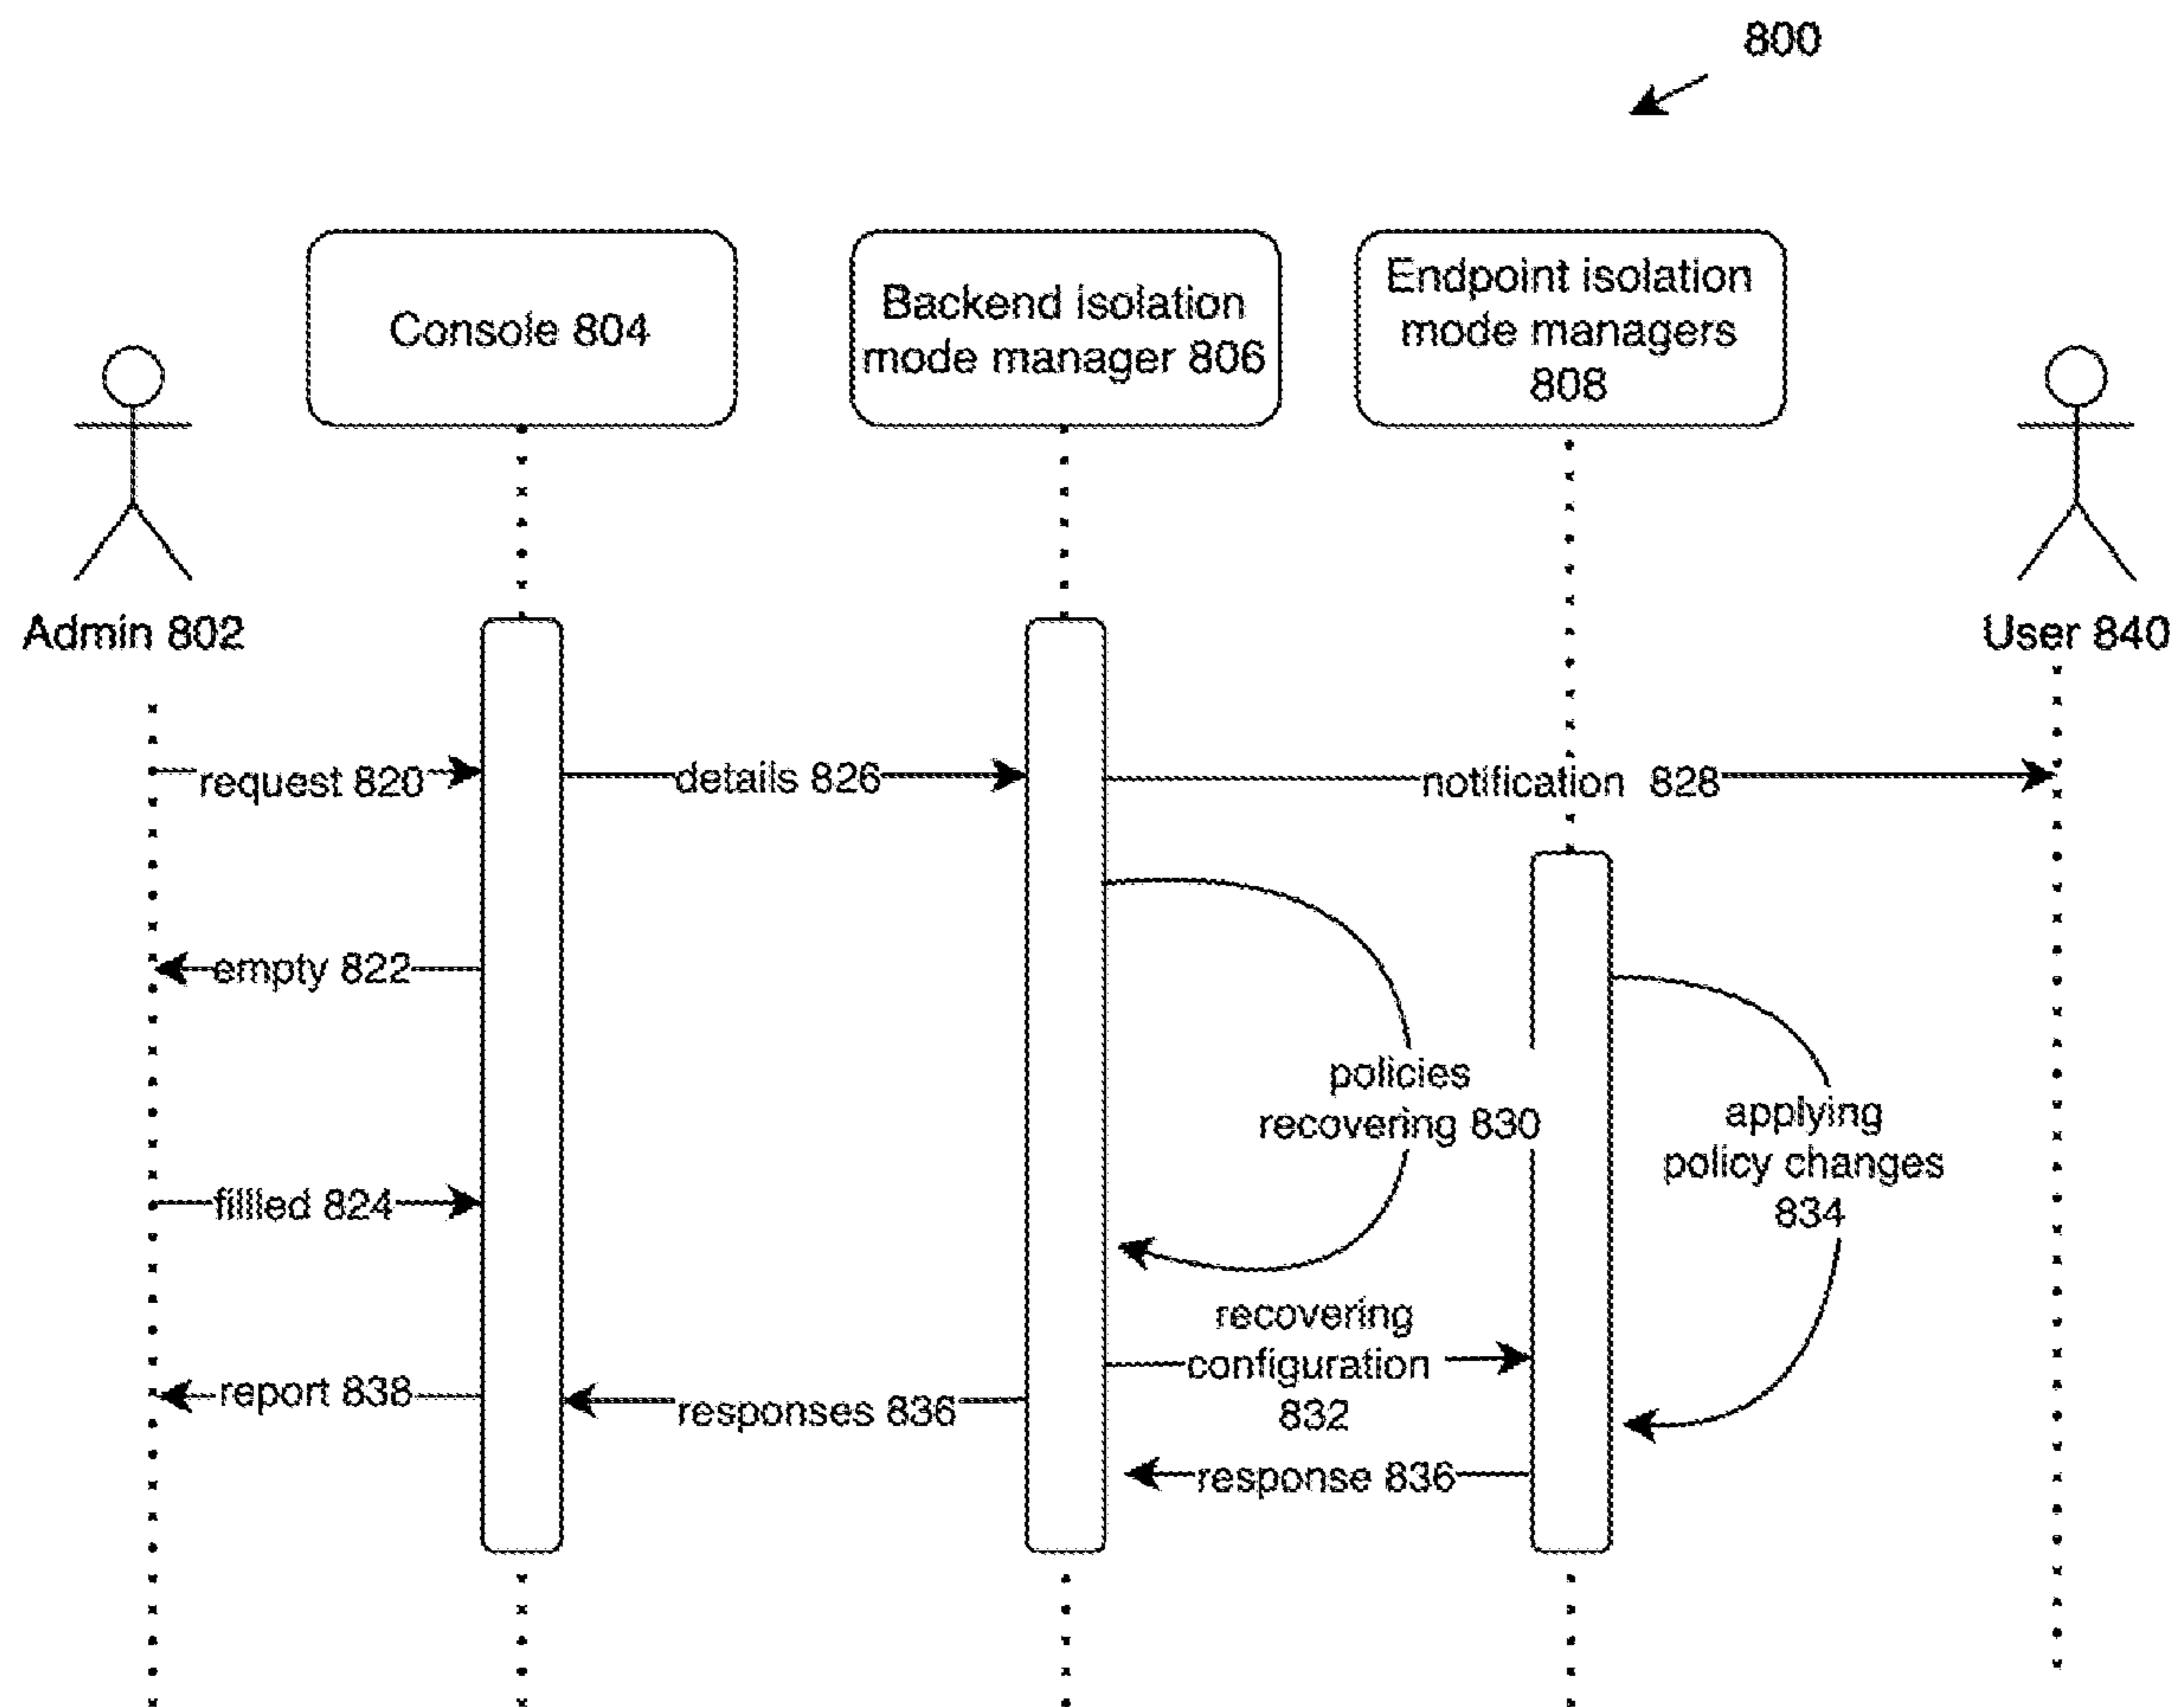 800
Console 804
Backend isolation
mode manager 806
Endpoint isolation
mode managers
808
Admin 802
User 840
request 820
details 826
notification 828
empty 822
policies
recovering 830
applying
policy changes
834
fillled 824
recovering
configuration
832
report 838
responses 836
response 836